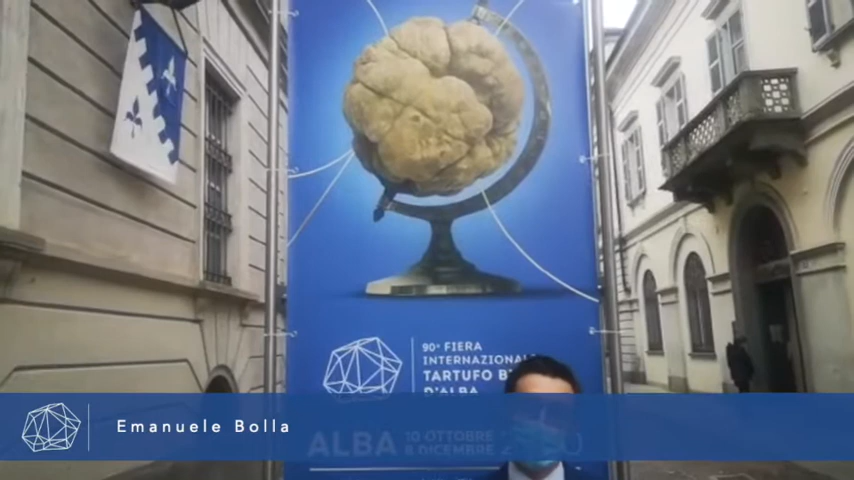 90ª FIERA
INTERNAZIONALE
TARTUFO
D'ALBA
Emanuele Bolla
ALBA
10 OTTOBRE
8 DICEMBRE